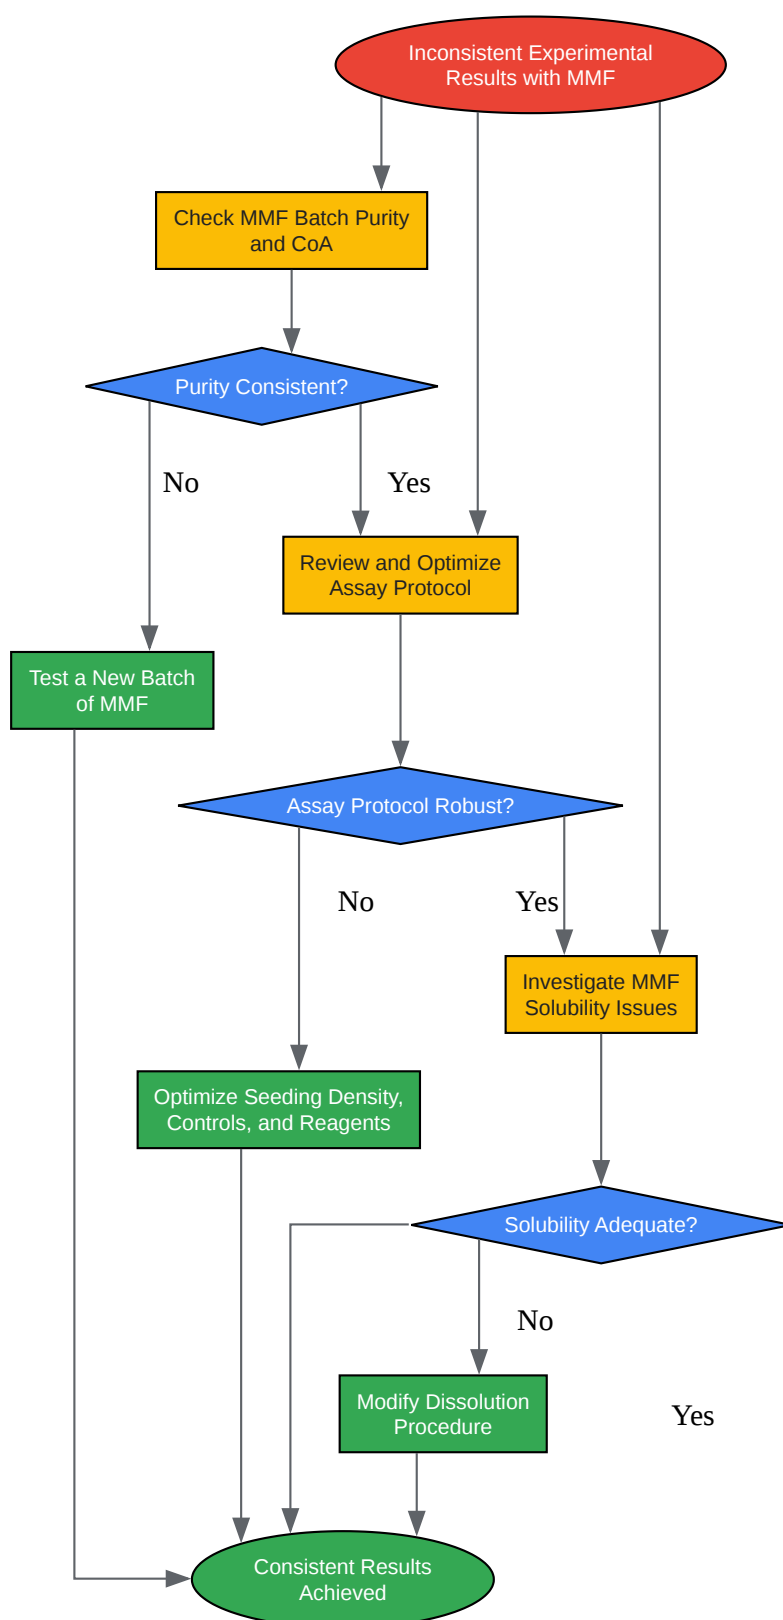 Inconsistent Experimental
Results with MMF
Check MMF Batch Purity
and CoA
Purity Consistent?
No
Yes
Review and Optimize
Assay Protocol
Test a New Batch
of MMF
Assay Protocol Robust?
No
Yes
Investigate MMF
Solubility Issues
Optimize Seeding Density,
Controls, and Reagents
Solubility Adequate?
No
Modify Dissolution
Procedure
Yes
Consistent Results
Achieved